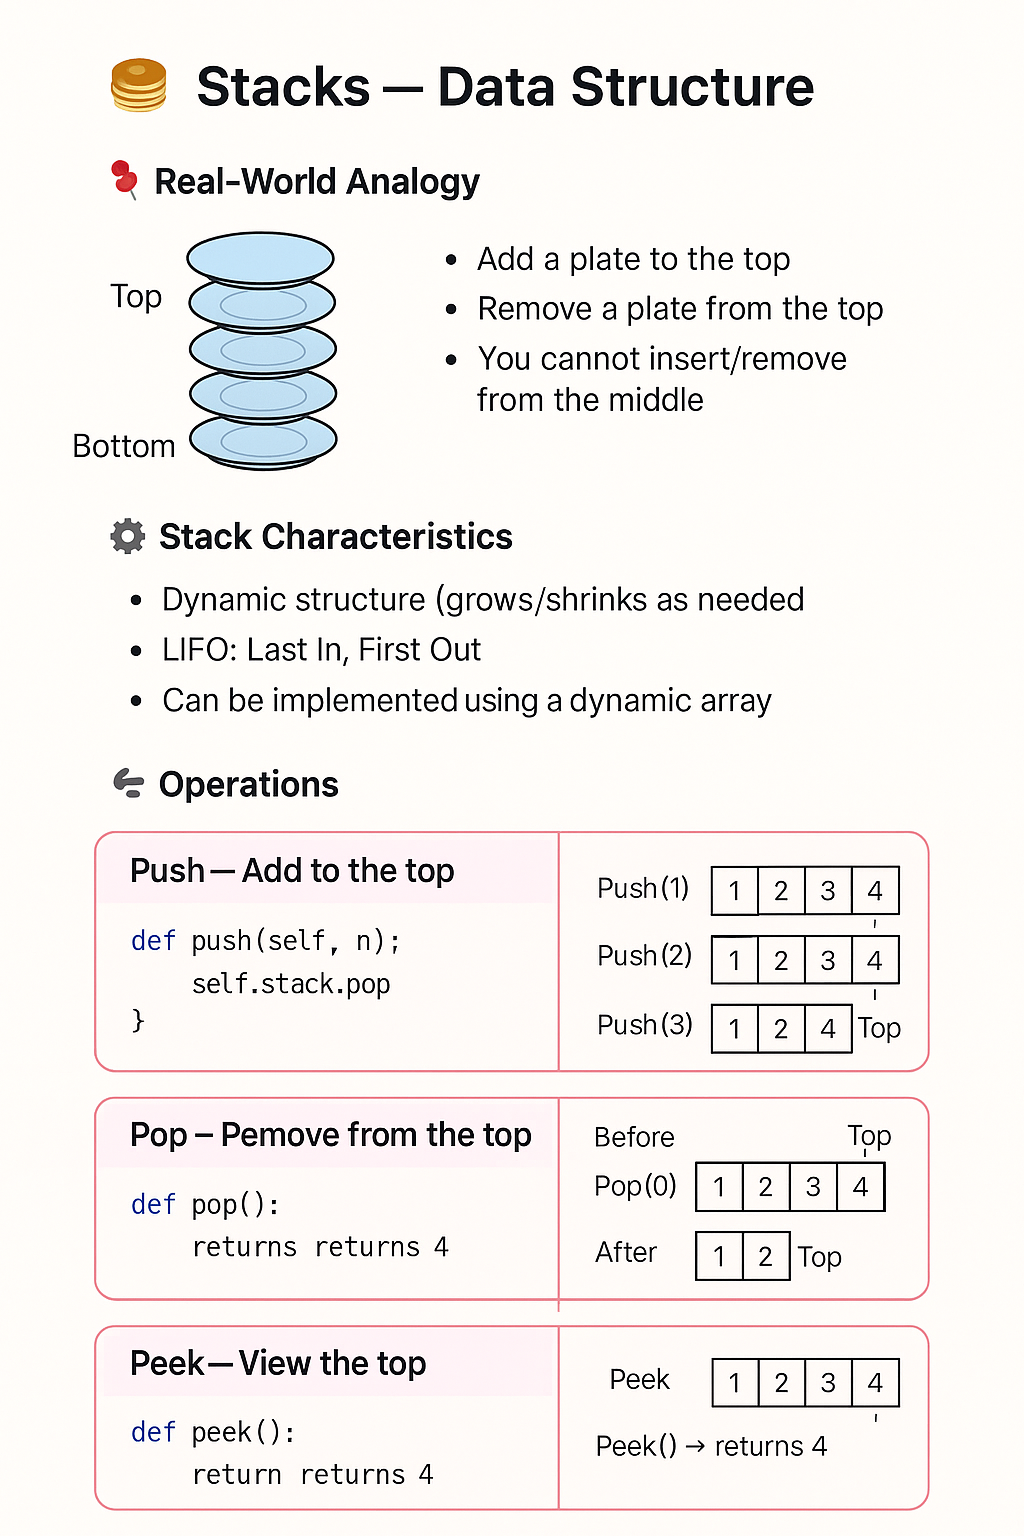 Stacks — Data Structure
Real-World Analogy
Top
Bottom
• Add a plate to the top
• Remove a plate from the top
• You cannot insert/remove
from the middle
Stack Characteristics
• Dynamic structure (grows/shrinks as needed
• LIFO: Last In, First Out
• Can be implemented using a dynamic array
Operations
Push — Add to the top
def push(self, n);
    self.stack.pop
}
Push(1) 1 2 3 4
Push(2) 1 2 3 4
Push(3) 1 2 4 Top
Pop – Pemove from the top
def pop():
    returns returns 4
Before Top
Pop(0) 1 2 3 4
After 1 2 Top
Peek — View the top
def peek():
    return returns 4
Peek 1 2 3 4
Peek() → returns 4